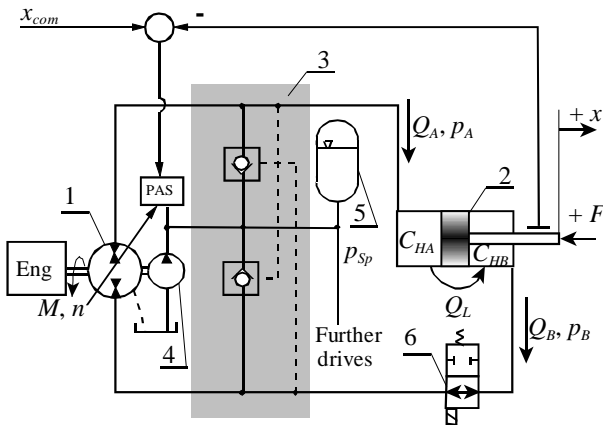 x_com
-
3
Q_A, p_A
+ x
PAS
1
2
5
+ F
C_HA
C_HB
Eng
p_Sp
M, n
4
Q_L
Further
drives
6
Q_B, p_B